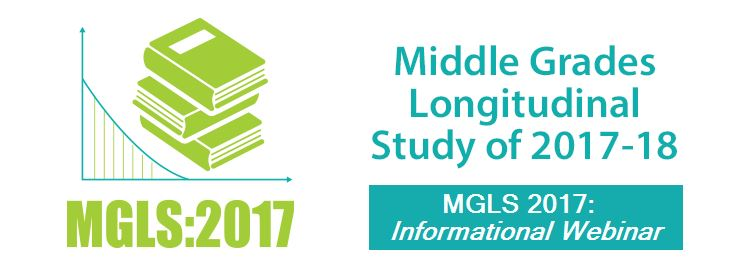 MGLS:2017
Middle Grades
Longitudinal
Study of 2017-18
MGLS 2017:
Informational Webinar